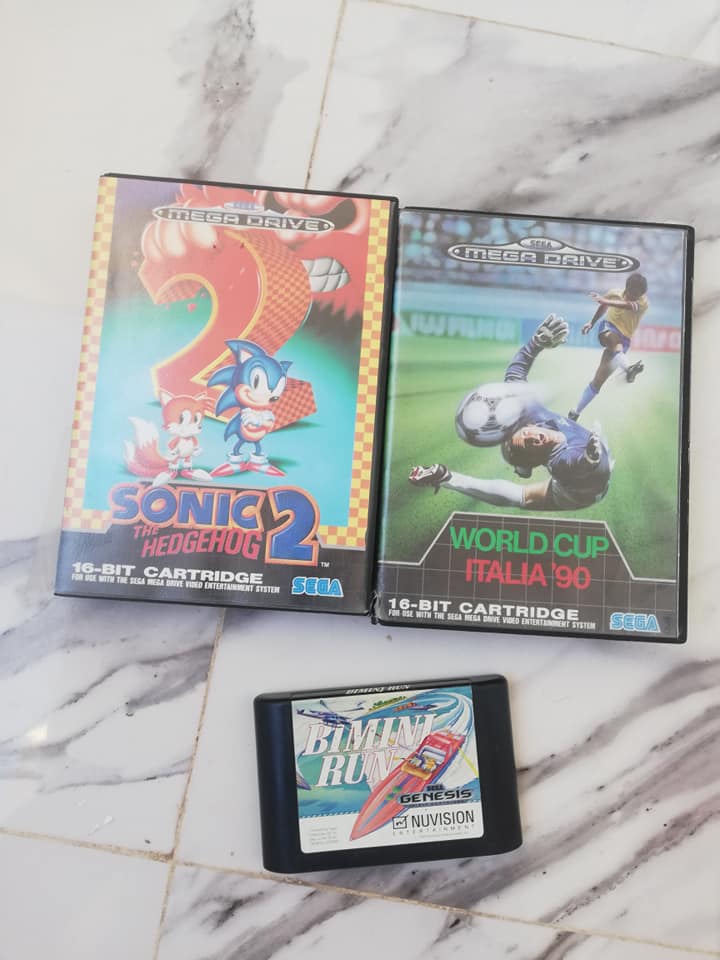 SEGA
MEGA DRIVE
2
SONIC
THE
HEDGEHOG 2
TM
16-BIT CARTRIDGE
FOR USE WITH THE SEGA MEGA DRIVE VIDEO ENTERTAINMENT SYSTEM
SEGA
SEGA
MEGA DRIVE
WORLD CUP
ITALIA '90
16-BIT CARTRIDGE
FOR USE WITH THE SEGA MEGA DRIVE VIDEO ENTERTAINMENT SYSTEM
SEGA
BIMINI RUN
BIMINI
RUN
SEGA
GENESIS
NUVISION
ENTERTAINMENT